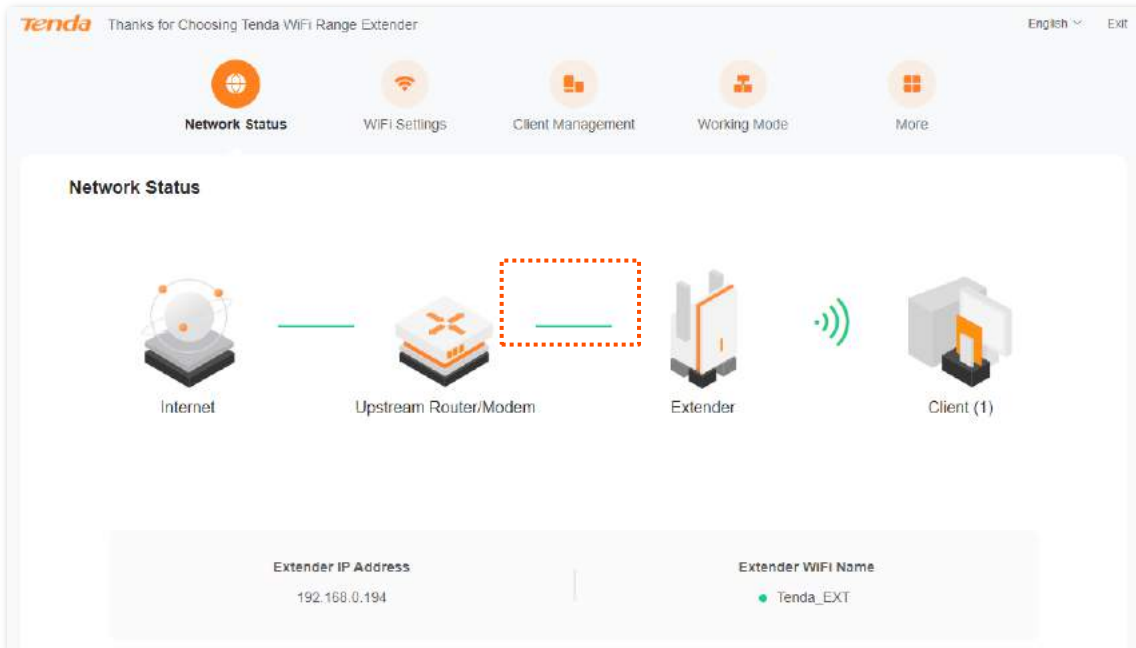 Tenda Thanks for Choosing Tenda WiFi Range Extender English Exit
Network Status WiFi Settings Client Management Working Mode More
Network Status
Internet Upstream Router/Modem Extender Client (1)
Extender IP Address Extender WiFi Name
192.168.0.194 Tenda_EXT